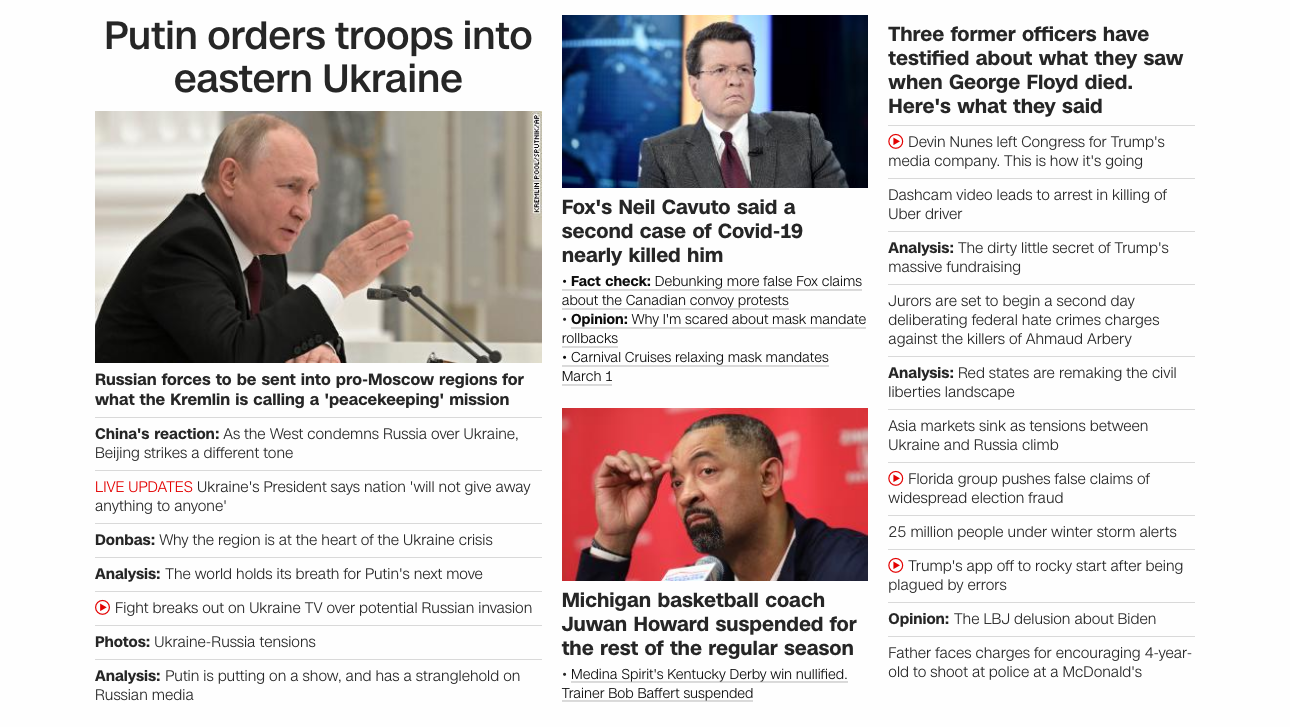 Putin orders troops into
eastern Ukraine
KREMLIN POOL/SPUTNIK/AP
Russian forces to be sent into pro-Moscow regions for
what the Kremlin is calling a 'peacekeeping' mission
China's reaction: As the West condemns Russia over Ukraine,
Beijing strikes a different tone
LIVE UPDATES Ukraine's President says nation 'will not give away
anything to anyone'
Donbas: Why the region is at the heart of the Ukraine crisis
Analysis: The world holds its breath for Putin's next move
Fight breaks out on Ukraine TV over potential Russian invasion
Photos: Ukraine-Russia tensions
Analysis: Putin is putting on a show, and has a stranglehold on
Russian media
Fox's Neil Cavuto said a
second case of Covid-19
nearly killed him
• Fact check: Debunking more false Fox claims
about the Canadian convoy protests
• Opinion: Why I'm scared about mask mandate
rollbacks
• Carnival Cruises relaxing mask mandates
March 1
Michigan basketball coach
Juwan Howard suspended for
the rest of the regular season
• Medina Spirit's Kentucky Derby win nullified.
Trainer Bob Baffert suspended
Three former officers have
testified about what they saw
when George Floyd died.
Here's what they said
Devin Nunes left Congress for Trump's
media company. This is how it's going
Dashcam video leads to arrest in killing of
Uber driver
Analysis: The dirty little secret of Trump's
massive fundraising
Jurors are set to begin a second day
deliberating federal hate crimes charges
against the killers of Ahmaud Arbery
Analysis: Red states are remaking the civil
liberties landscape
Asia markets sink as tensions between
Ukraine and Russia climb
Florida group pushes false claims of
widespread election fraud
25 million people under winter storm alerts
Trump's app off to rocky start after being
plagued by errors
Opinion: The LBJ delusion about Biden
Father faces charges for encouraging 4-year-
old to shoot at police at a McDonald's